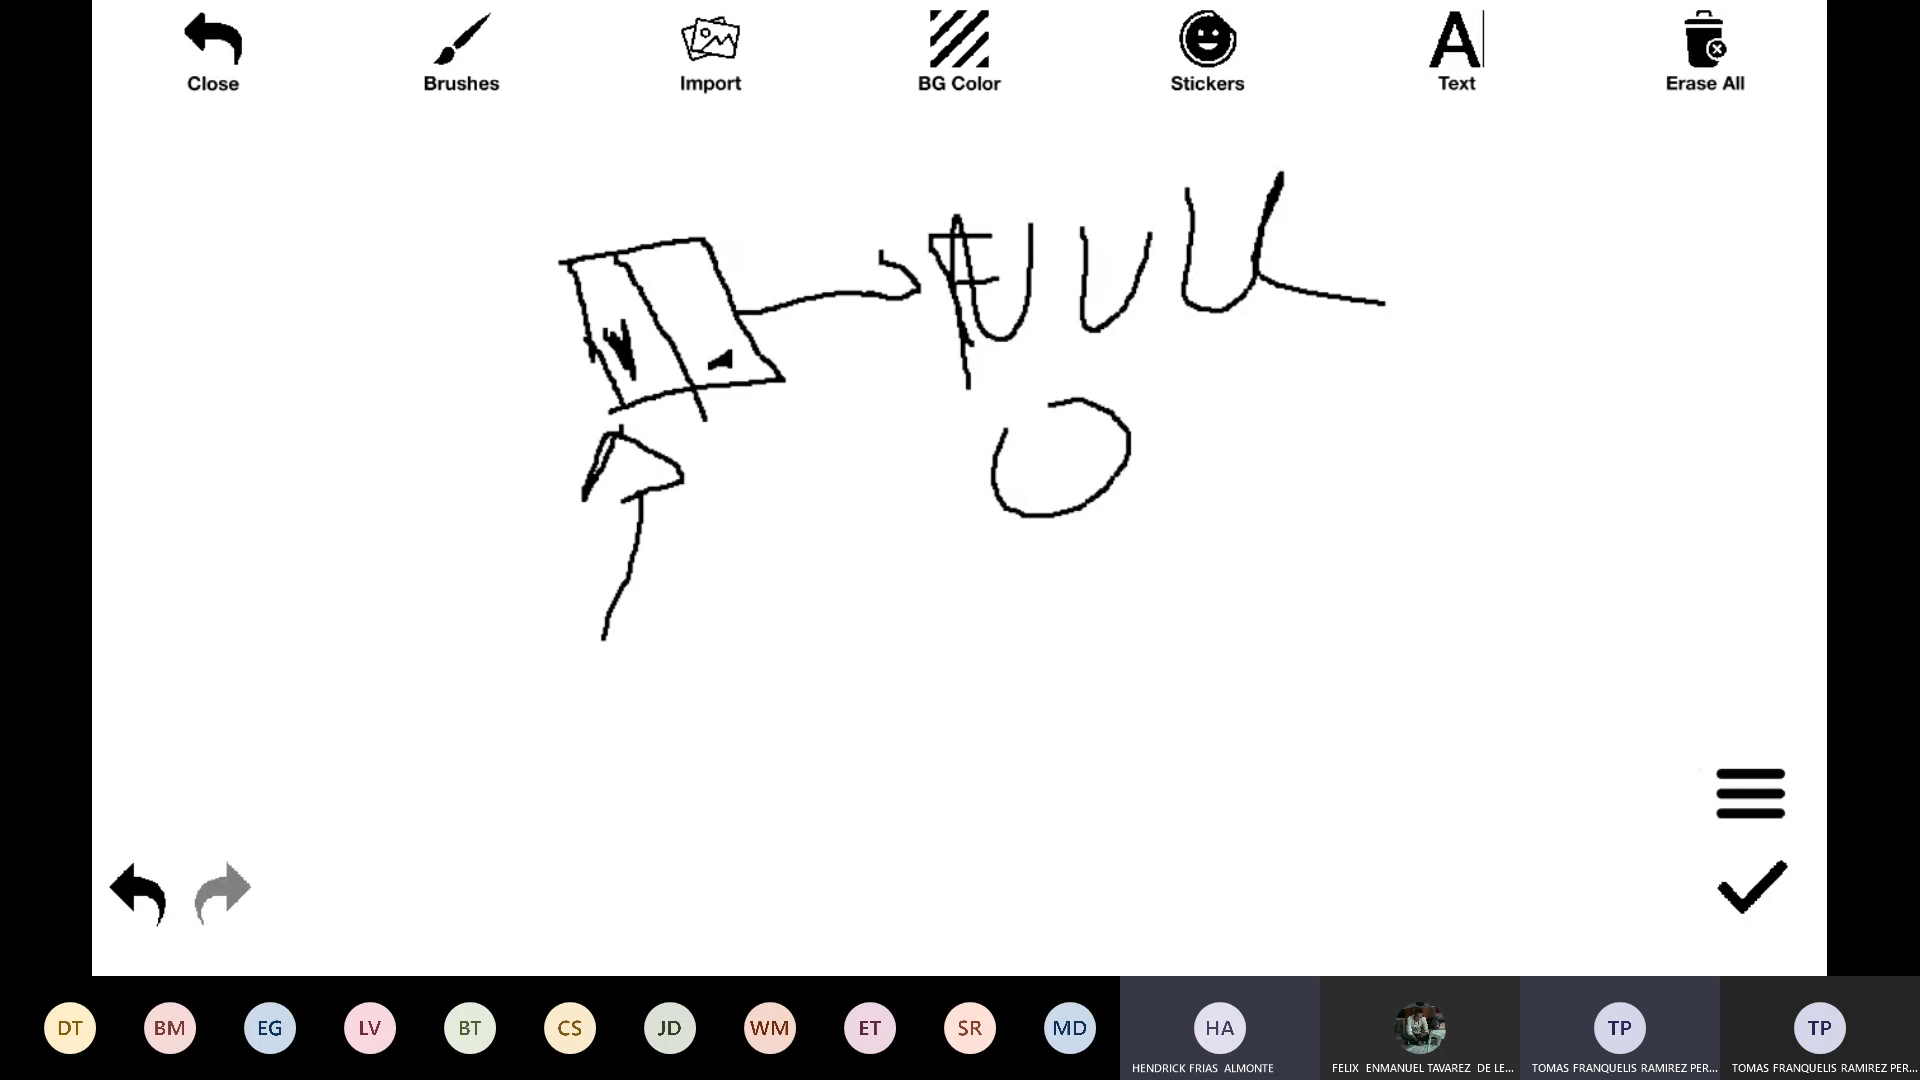 Close Brushes Import BG Color Stickers Text Erase All
DT BM EG LV BT CS JD WM ET SR MD HA TP TP
HENDRICK FRIAS ALMONTE FELIX ENMANUEL TAVAREZ DE LE... TOMAS FRANQUELIS RAMIREZ PER... TOMAS FRANQUELIS RAMIREZ PER...